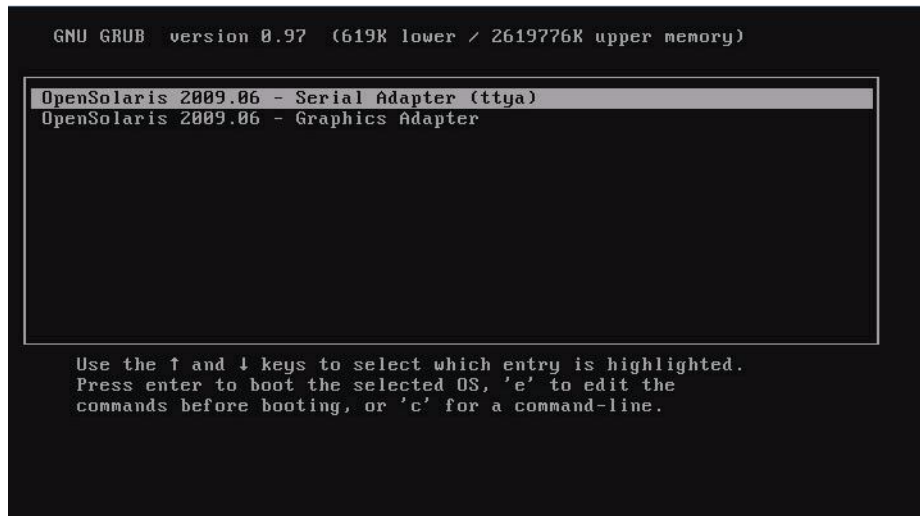 GNU GRUB  version 0.97  (619K lower / 2619776K upper memory)
OpenSolaris 2009.06 - Serial Adapter (ttya)
OpenSolaris 2009.06 - Graphics Adapter
Use the ↑ and ↓ keys to select which entry is highlighted.
Press enter to boot the selected OS, 'e' to edit the
commands before booting, or 'c' for a command-line.